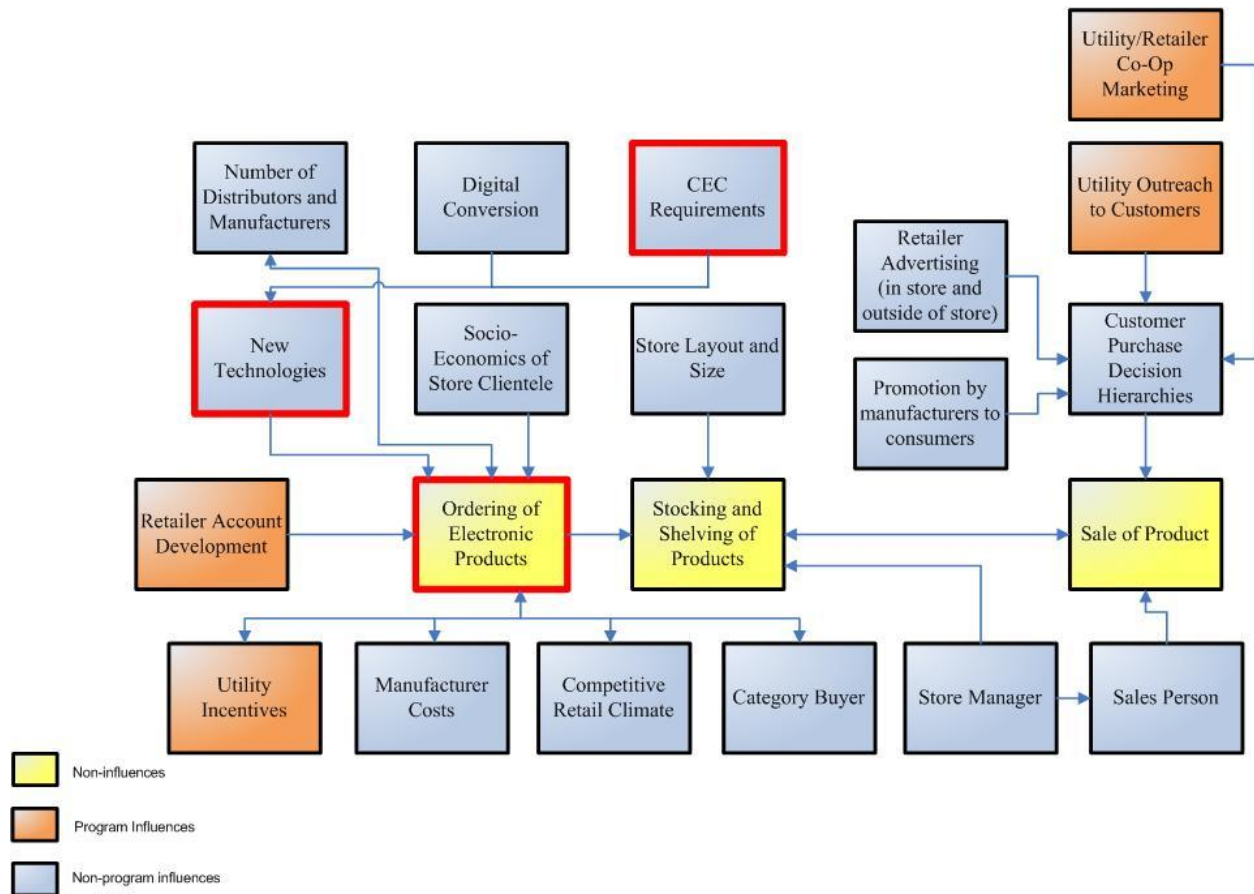 Utility/Retailer
Co-Op
Marketing
Number of
Distributors and
Manufacturers
Digital
Conversion
CEC
Requirements
Utility Outreach
to Customers
Retailer
Advertising
(in store and
outside of store)
New
Technologies
Socio-
Economics of
Store Clientele
Store Layout and
Size
Customer
Purchase
Decision
Hierarchies
Promotion by
manufacturers to
consumers
Retailer Account
Development
Ordering of
Electronic
Products
Stocking and
Shelving of
Products
Sale of Product
Utility
Incentives
Manufacturer
Costs
Competitive
Retail Climate
Category Buyer
Store Manager
Sales Person
Non-influences
Program Influences
Non-program influences